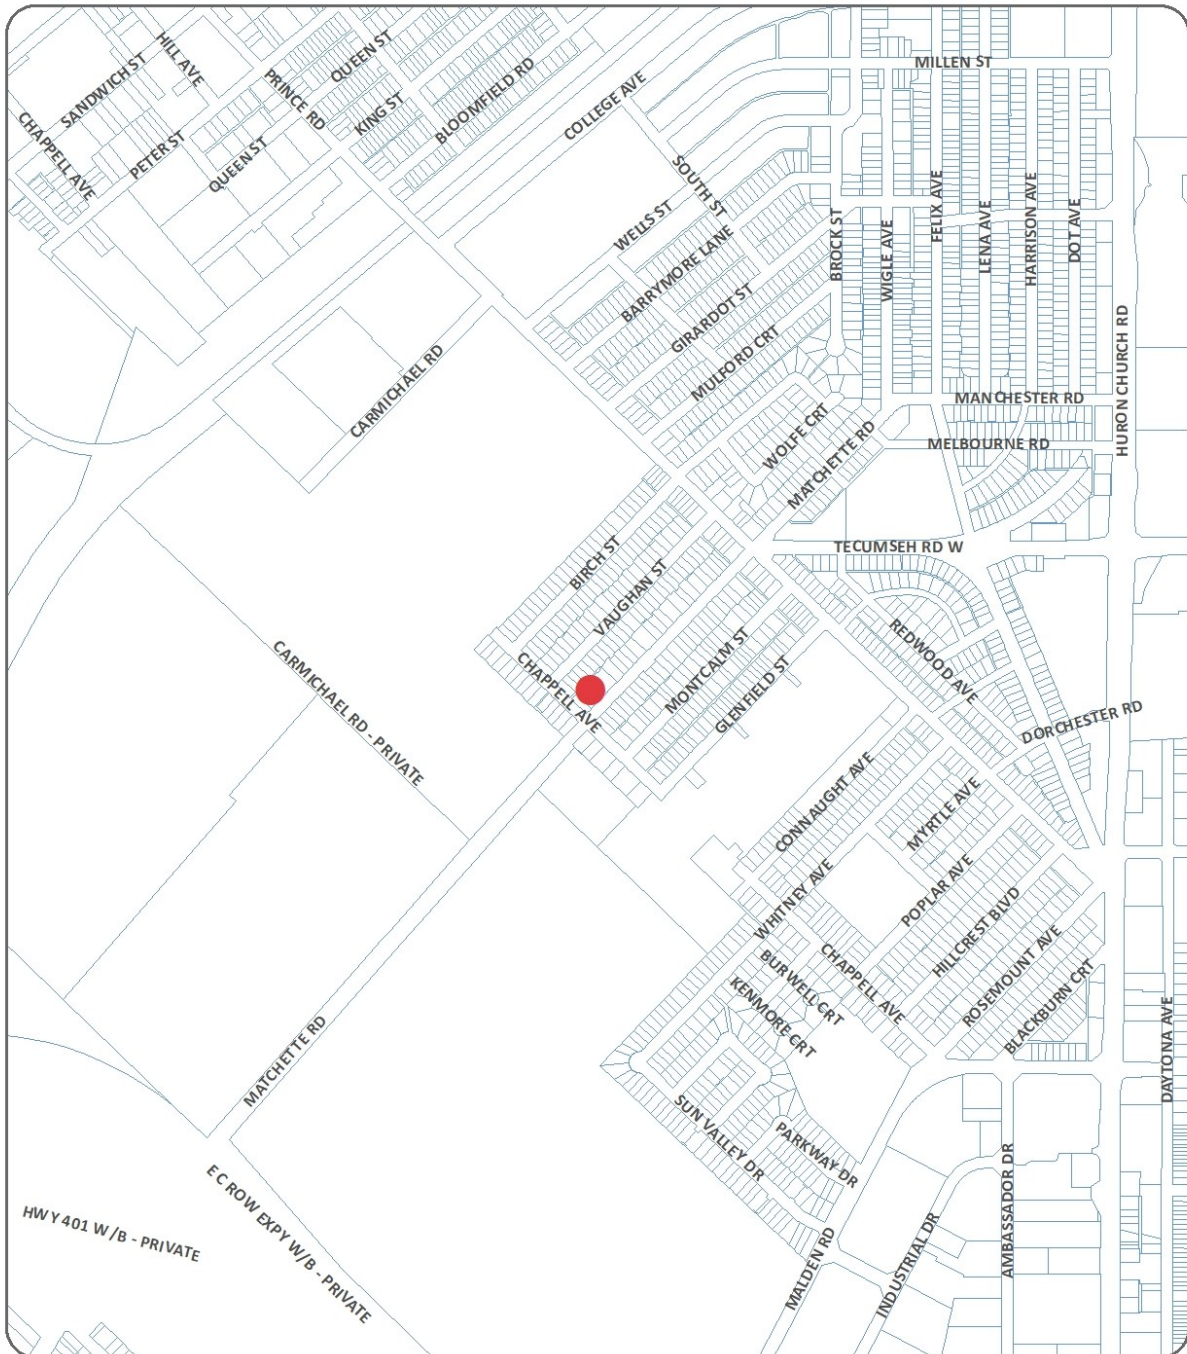 HILL AVE
QUEEN ST
SANDWICH ST
PRINCE RD
MILLEN ST
BLOOMFIELD RD
COLLEGE AVE
KING ST
CHAPPELL AVE
PETER ST
QUEEN ST
SOUTH ST
WELLS ST
FELIX AVE
LENA AVE
HARRISON AVE
DOT AVE
BROCK ST
WIGLE AVE
BARRYMORE LANE
GIRARDOT ST
MULFORD CRT
HURON CHURCH RD
CARMICHAEL RD
MANCHESTER RD
WOLFE CRT
MELBOURNE RD
MATCHETTE RD
TECUMSEH RD W
BIRCH ST
VAUGHAN ST
REDWOOD AVE
CHAPPELL AVE
MONTCALM ST
GLENFIELD ST
CARMICHAEL RD - PRIVATE
DORCHESTER RD
CONNAUGHT AVE
MYRTLE AVE
WHITNEY AVE
POPLAR AVE
HILLCREST BLVD
CHAPPELL AVE
BURWELL CRT
ROSEMOUNT AVE
KENMORE CRT
BLACKBURN CRT
DAYTONA AVE
MATCHETTE RD
SUN VALLEY DR
PARKWAY DR
AMBASSADOR DR
E C ROW EXPY W/B - PRIVATE
HWY 401 W/B - PRIVATE
MALDEN RD
INDUSTRIAL DR